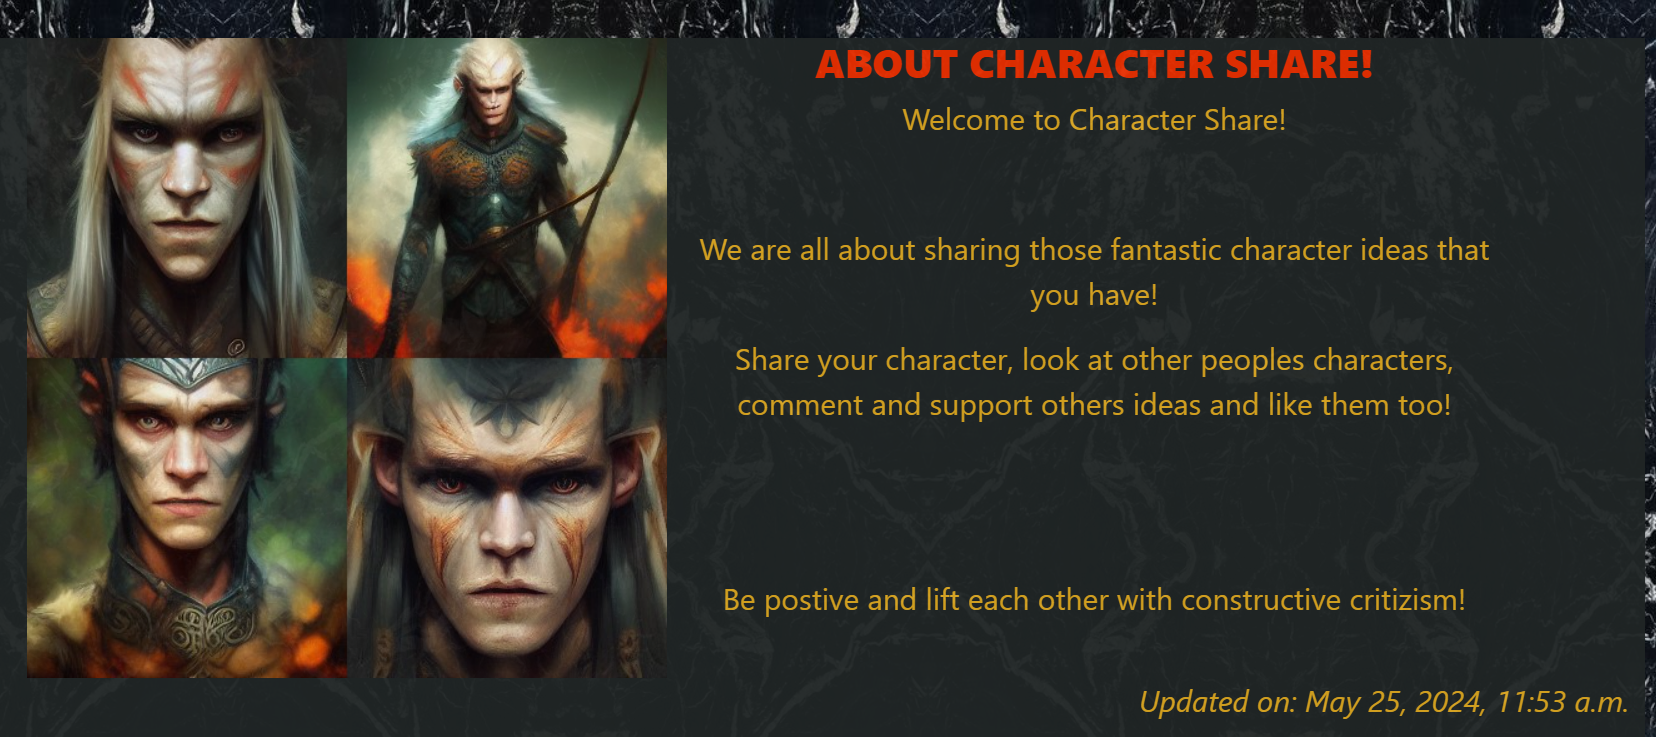 ABOUT CHARACTER SHARE!
Welcome to Character Share!
We are all about sharing those fantastic character ideas that
you have!
Share your character, look at other peoples characters,
comment and support others ideas and like them too!
Be postive and lift each other with constructive critizism!
Updated on: May 25, 2024, 11:53 a.m.